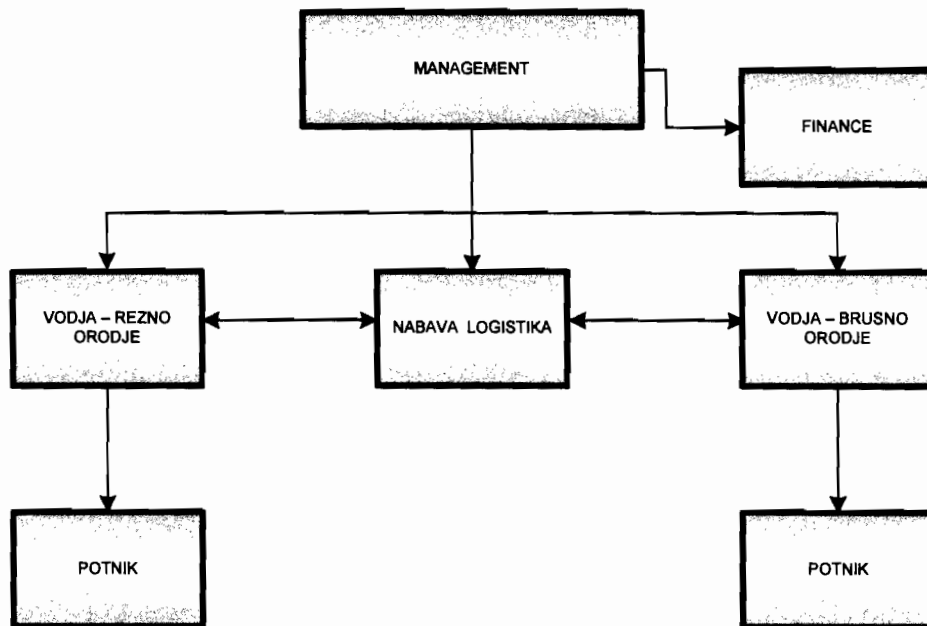 MANAGEMENT
FINANCE
VODJA – REZNO
ORODJE
NABAVA LOGISTIKA
VODJA – BRUSNO
ORODJE
POTNIK
POTNIK